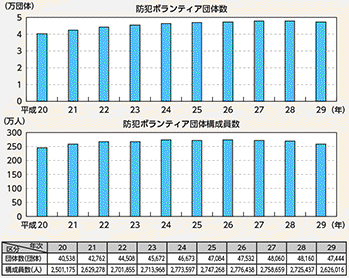 (万団体)
防犯ボランティア団体数
5
4
3
2
1
0
平成20 21 22 23 24 25 26 27 28 29 (年)
(万人)
防犯ボランティア団体構成員数
300
250
200
150
100
50
0
平成20 21 22 23 24 25 26 27 28 29 (年)
区分 年次 20 21 22 23 24 25 26 27 28 29
団体数(団体) 40,538 42,762 44,508 45,672 46,673 47,084 47,532 48,060 48,160 47,444
構成員数(人) 2,501,175 2,629,278 2,701,855 2,713,968 2,773,597 2,747,268 2,776,438 2,758,659 2,725,437 2,626,016